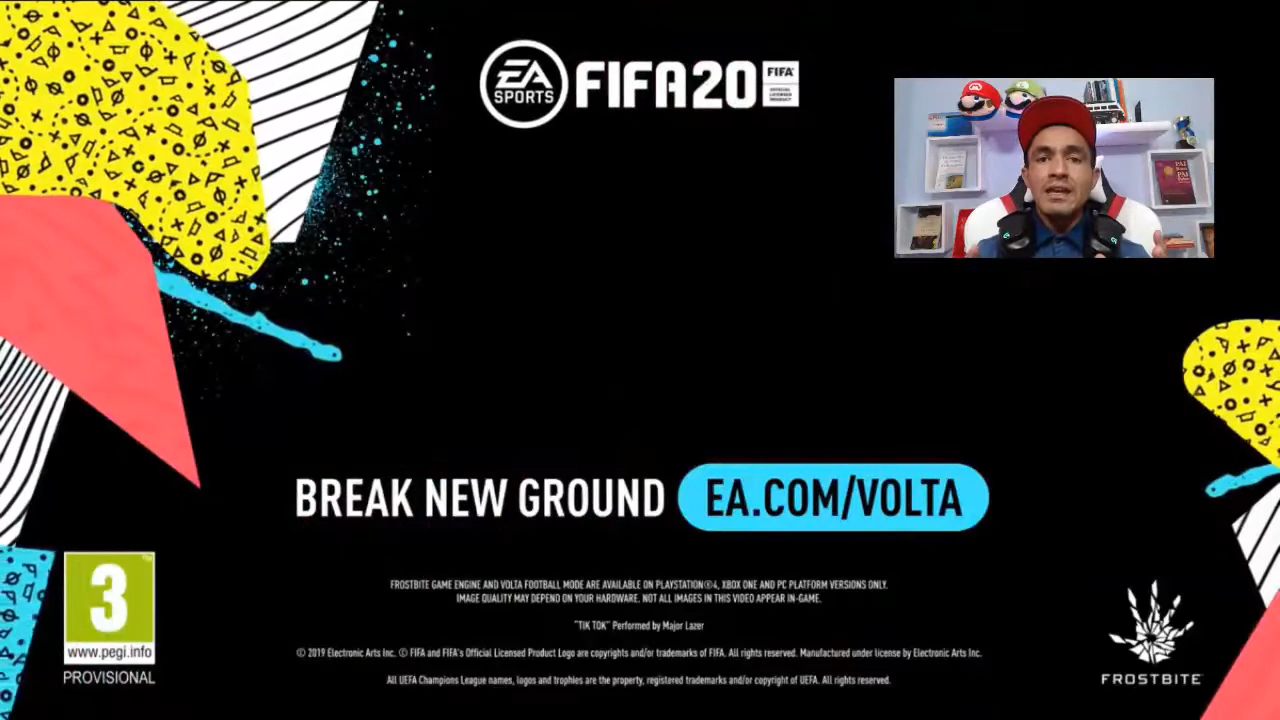 EA
SPORTS
FIFA20
FIFA
OFFICIAL
LICENSED
PRODUCT
BREAK NEW GROUND EA.COM/VOLTA
3
www.pegi.info
PROVISIONAL
FROSTBITE GAME ENGINE AND VOLTA FOOTBALL MODE ARE AVAILABLE ON PLAYSTATION®4, XBOX ONE AND PC PLATFORM VERSIONS ONLY.
IMAGE QUALITY MAY DEPEND ON YOUR HARDWARE. NOT ALL IMAGES IN THIS VIDEO APPEAR IN-GAME.
"TIK TOK" Performed by Major Lazer
© 2019 Electronic Arts Inc. © FIFA and FIFA's Official Licensed Product Logo are copyrights and/or trademarks of FIFA. All rights reserved. Manufactured under license by Electronic Arts Inc.
All UEFA Champions League names, logos and trophies are the property, registered trademarks and/or copyright of UEFA. All rights reserved.
FROSTBITE